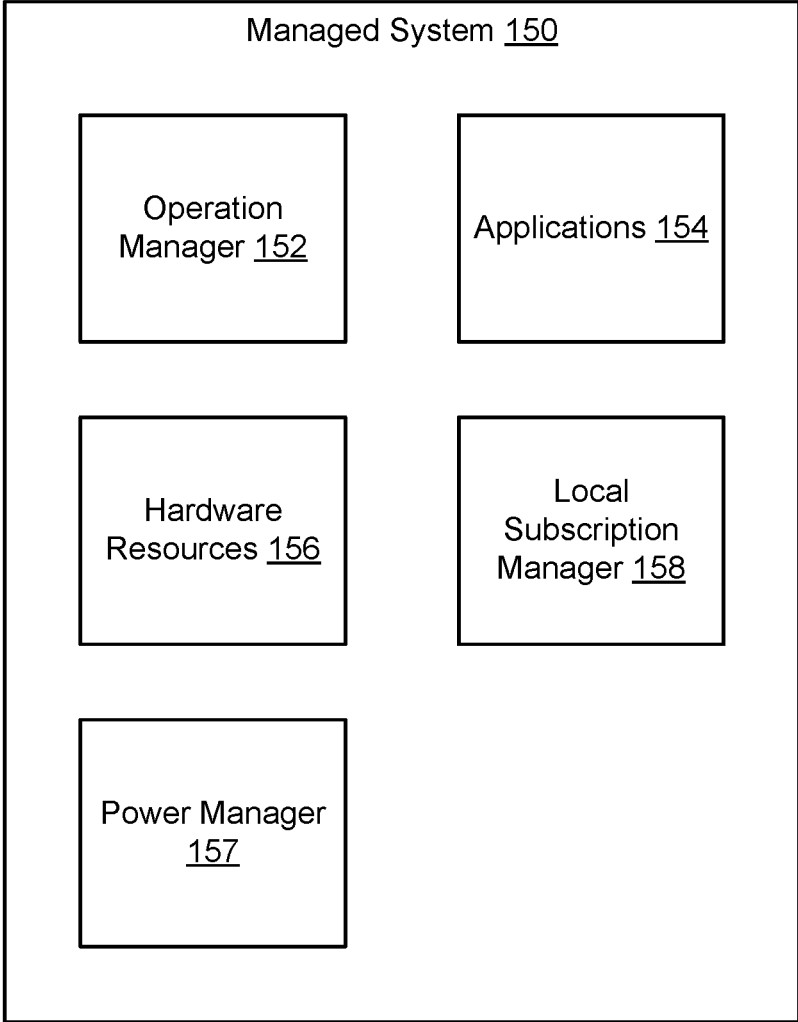 Managed System 150
Operation
Manager 152
Applications 154
Hardware
Resources 156
Local
Subscription
Manager 158
Power Manager
157